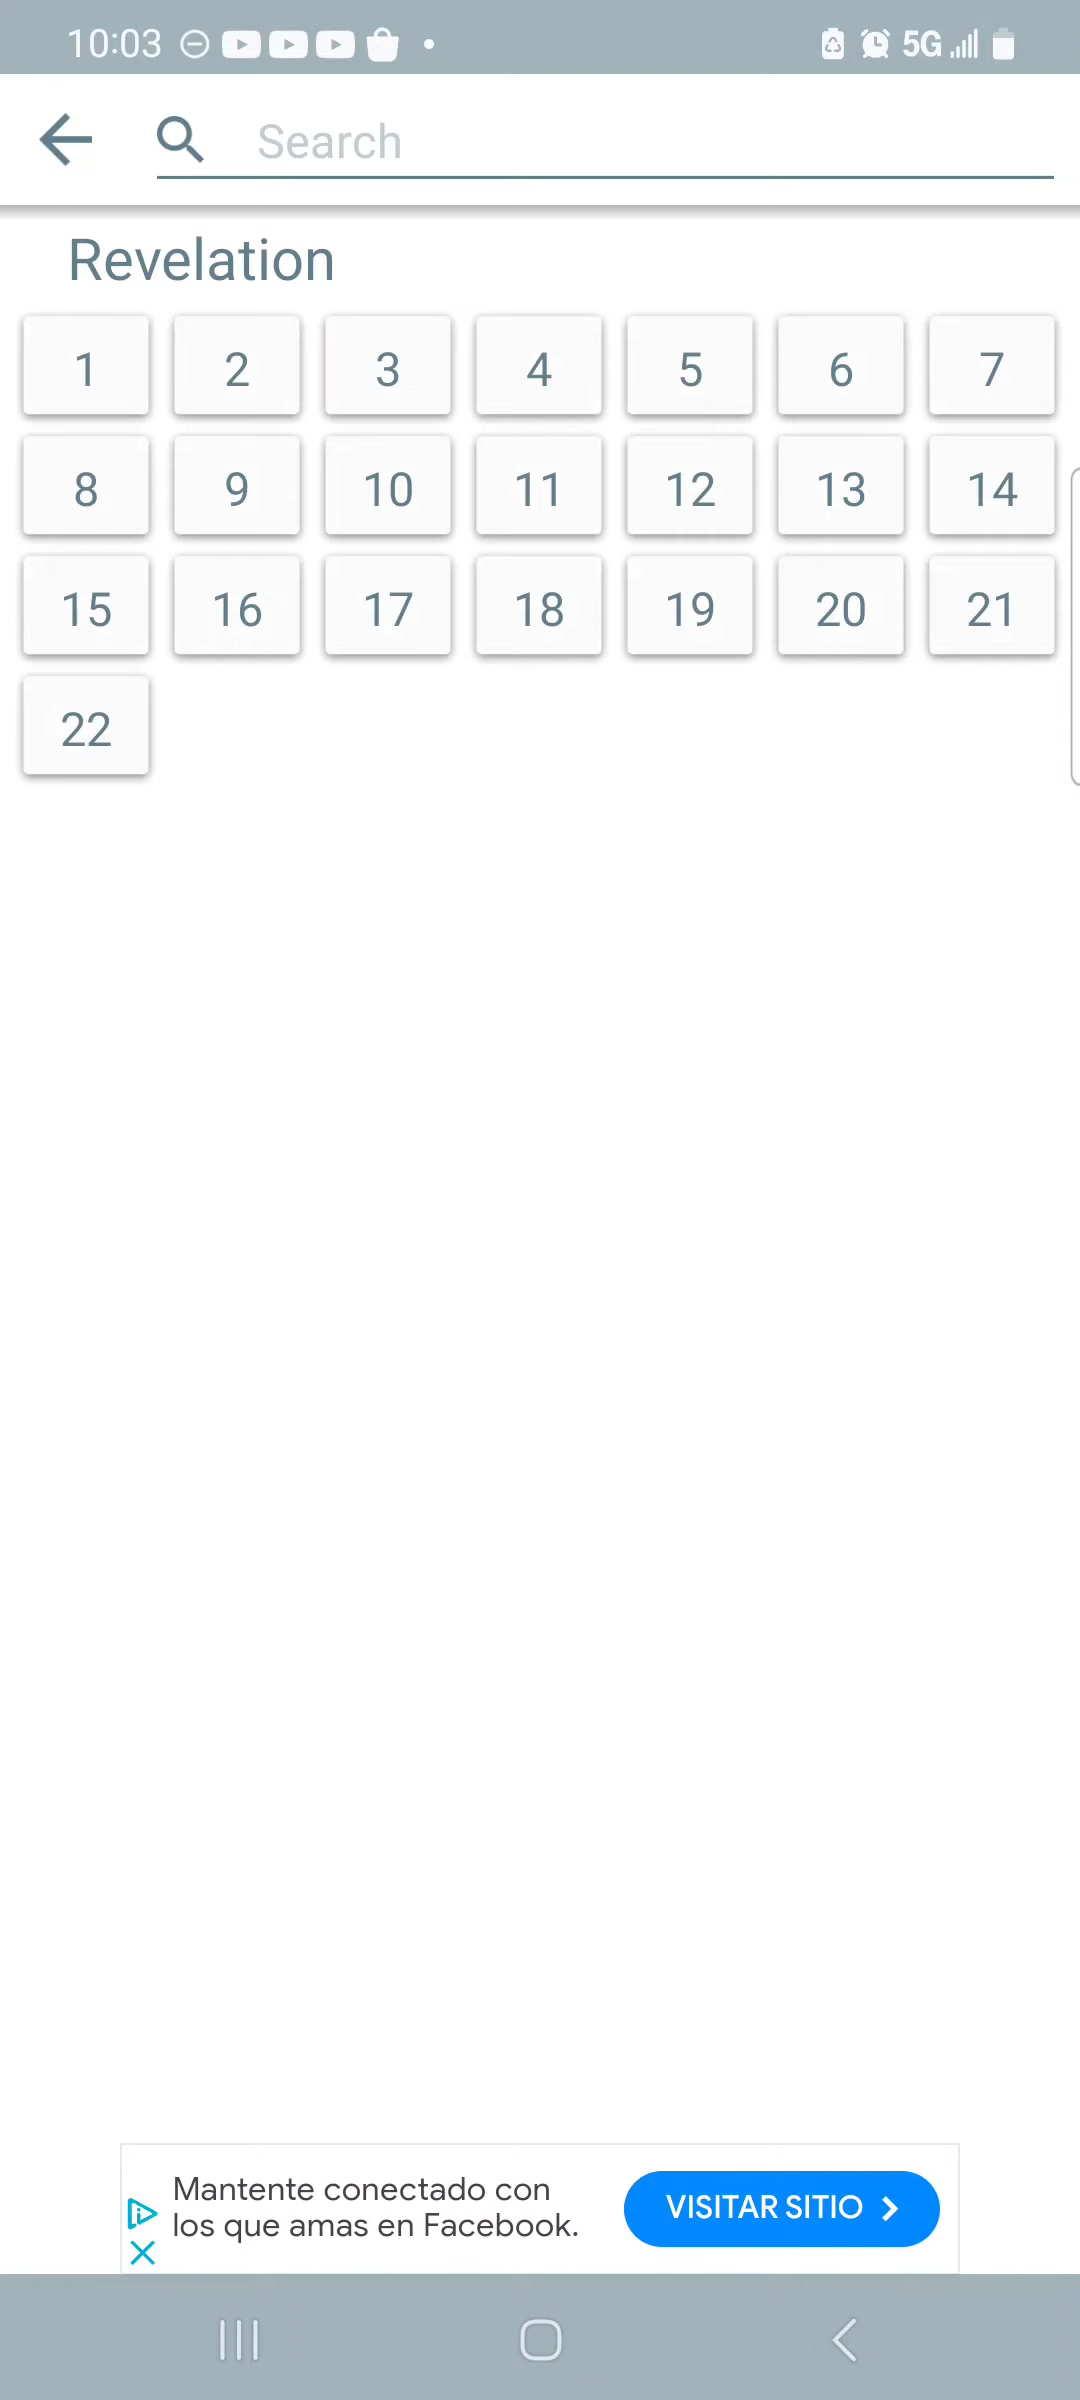 10:03 5G
Search
Revelation
1 2 3 4 5 6 7
8 9 10 11 12 13 14
15 16 17 18 19 20 21
22
Mantente conectado con
los que amas en Facebook.
VISITAR SITIO